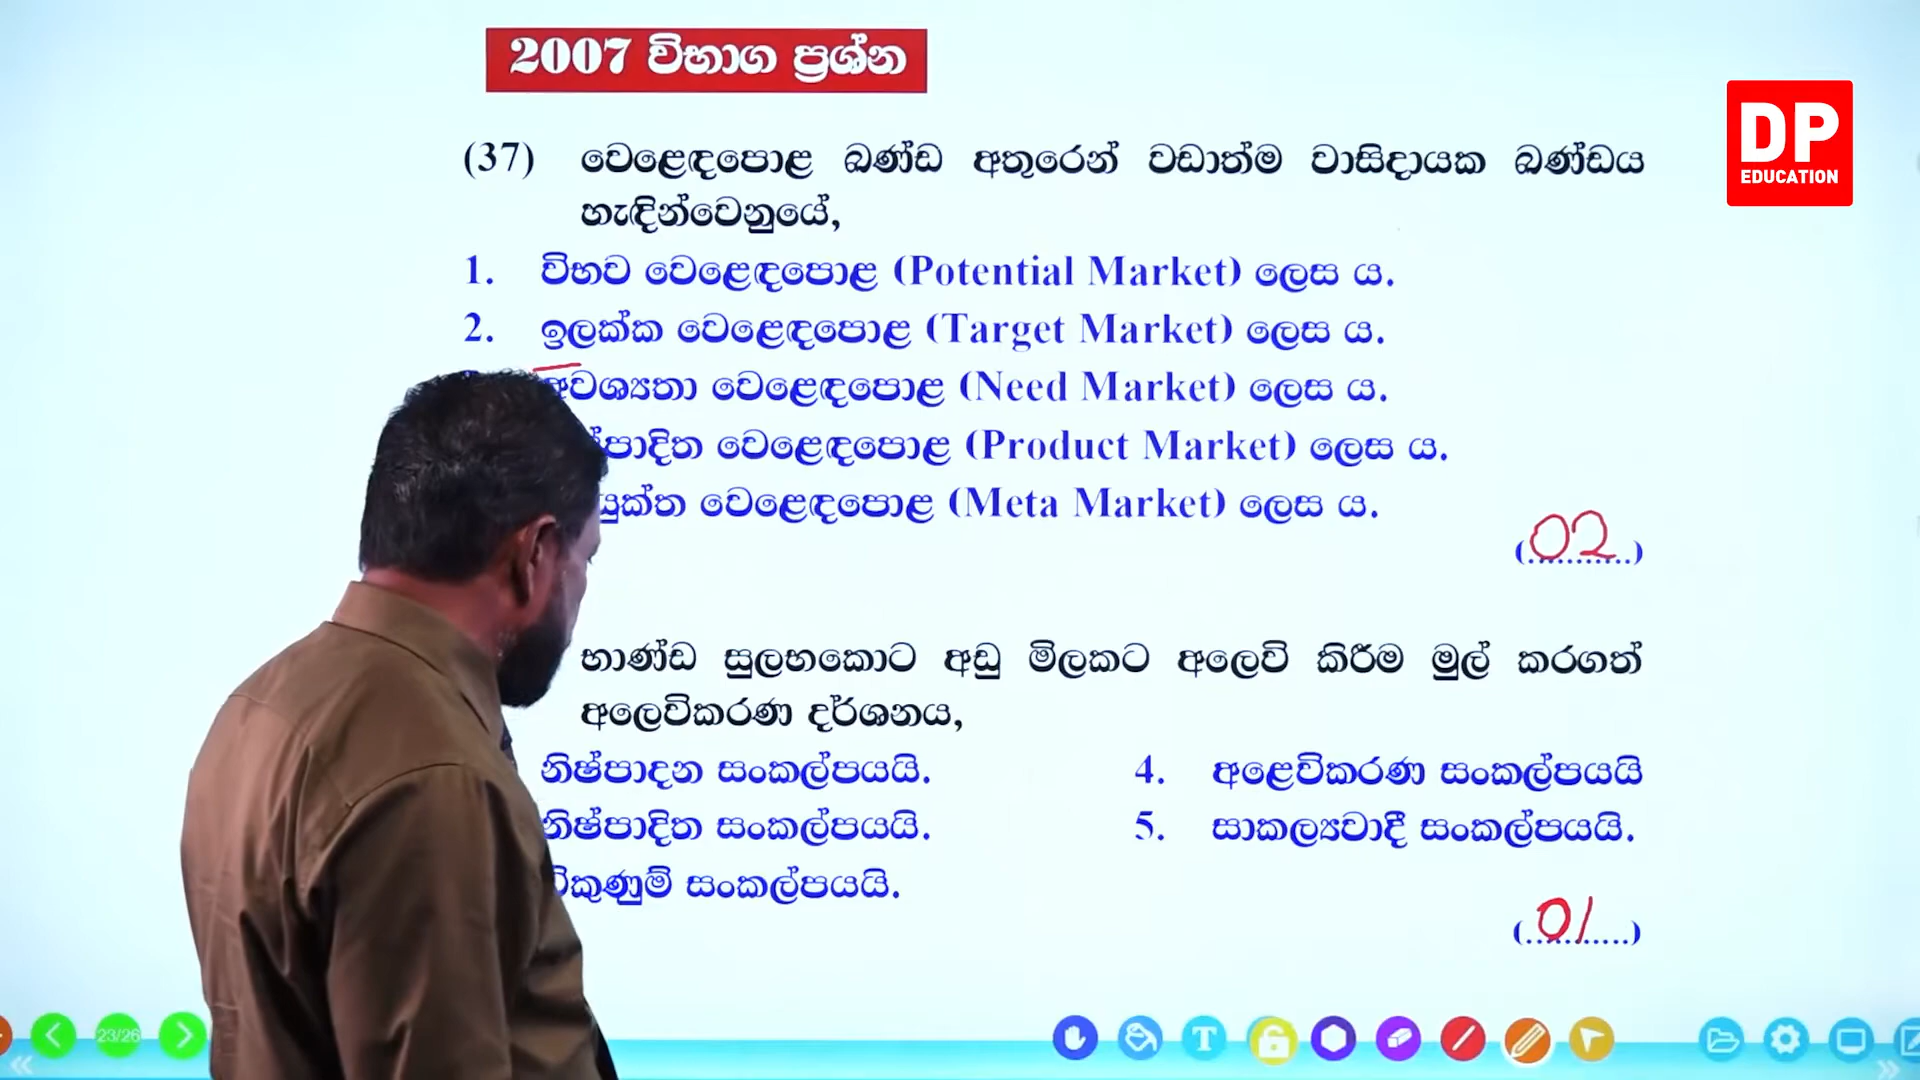 2007 විභාග ප්‍රශ්න
DP
EDUCATION
(37) වෙළෙඳපොළ ඛණ්ඩ අතුරෙන් වඩාත්ම වාසිදායක ඛණ්ඩය
හැඳින්වෙනුයේ,
1. විභව වෙළෙඳපොළ (Potential Market) ලෙස ය.
2. ඉලක්ක වෙළෙඳපොළ (Target Market) ලෙස ය.
අවශ්‍යතා වෙළෙඳපොළ (Need Market) ලෙස ය.
වෙළෙඳපොළ (Product Market) ලෙස ය.
වෙළෙඳපොළ (Meta Market) ලෙස ය.
(02)
භාණ්ඩ සුලභකොට අඩු මිලකට අලෙවි කිරීම මුල් කරගත්
අලෙවිකරණ දර්ශනය,
නිෂ්පාදන සංකල්පයයි. 4. අළෙවිකරණ සංකල්පයයි
නිෂ්පාදිත සංකල්පයයි. 5. සාකල්‍යවාදී සංකල්පයයි.
සංකල්පයයි.
(01)
23/26